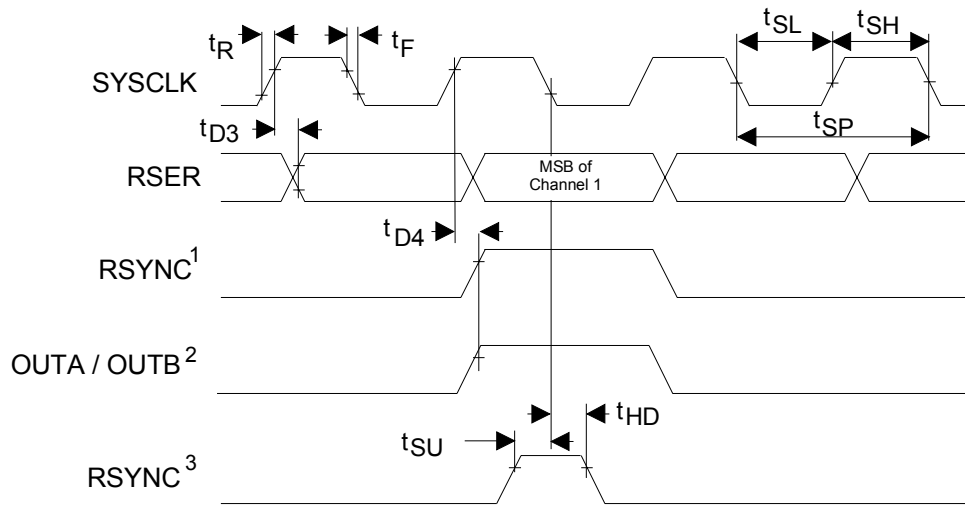 tR
tF
tSL
tSH
SYSCLK
tSP
tD3
RSER
MSB of
Channel 1
tD4
RSYNC1
OUTA / OUTB2
tHD
tSU
RSYNC3